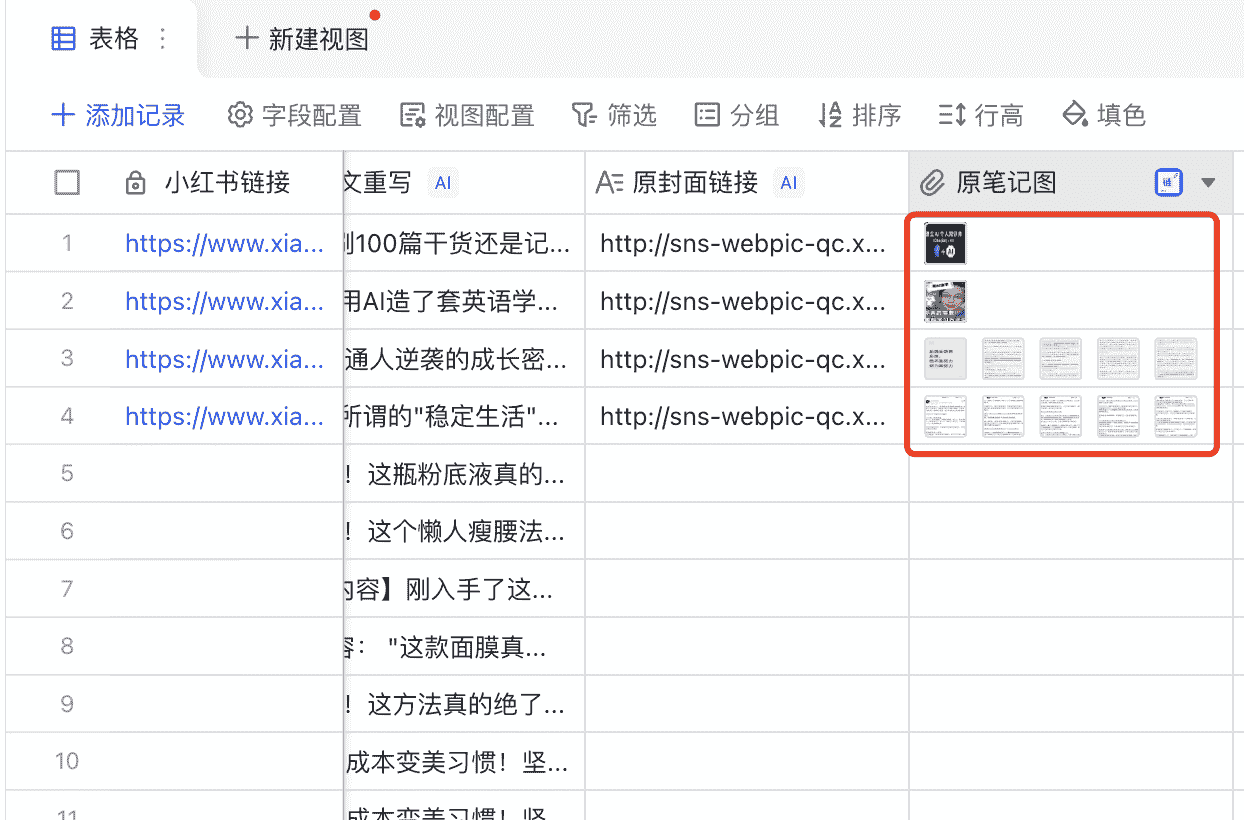 表格
新建视图
添加记录 字段配置 视图配置 筛选 分组 排序 行高 填色
小红书链接 文重写 AI 原封面链接 AI 原笔记图
1 https://www.xia... 100篇干货还是记... http://sns-webpic-qc.x...
2 https://www.xia... 用AI造了套英语学... http://sns-webpic-qc.x...
3 https://www.xia... 通人逆袭的成长密... http://sns-webpic-qc.x...
4 https://www.xia... 所谓的"稳定生活"... http://sns-webpic-qc.x...
5 ！这瓶粉底液真的...
6 ！这个懒人瘦腰法...
7 内容】刚入手了这...
8 容： "这款面膜真...
9 ！这方法真的绝了...
10 成本变美习惯！坚...
11 成本变美习惯！坚...